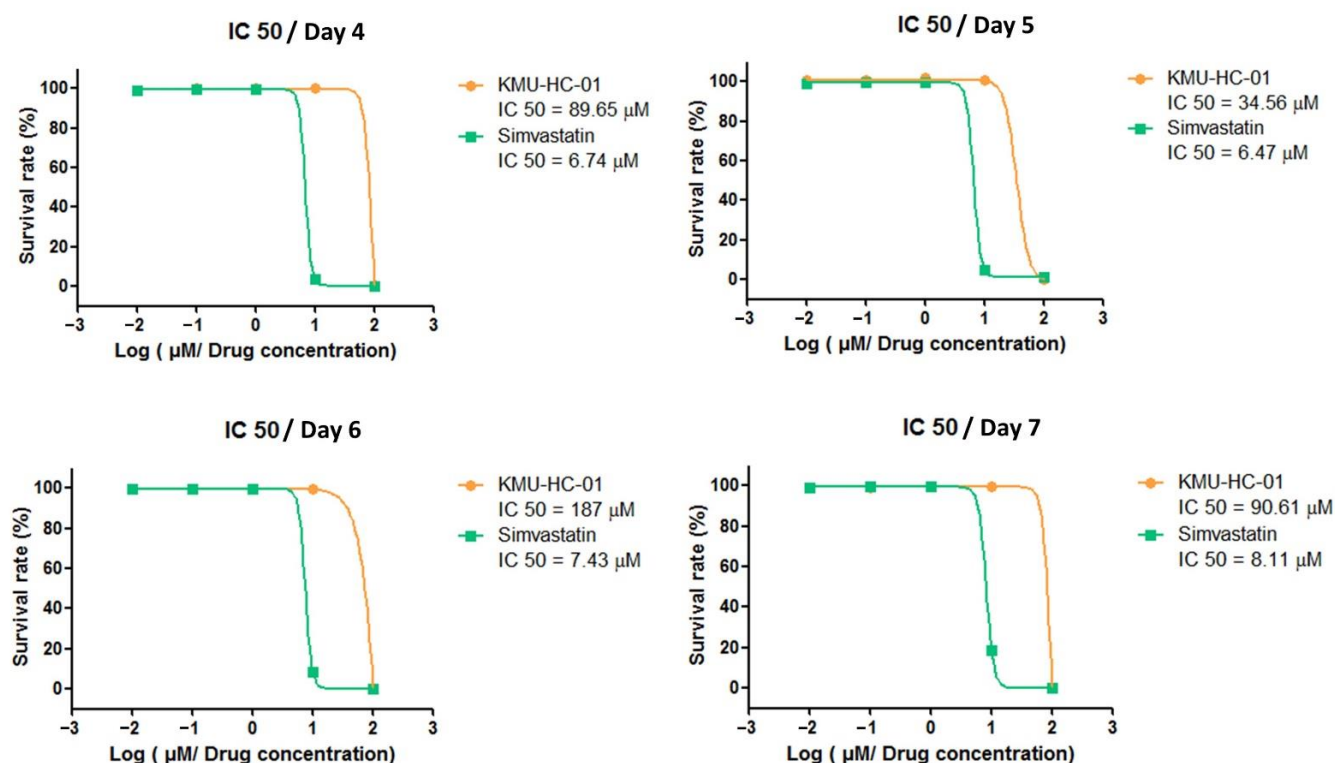 IC 50 / Day 4
100
80
60
40
20
0
Survival rate (%)
−3 −2 −1 0 1 2 3
Log ( μM/ Drug concentration)
KMU-HC-01
IC 50 = 89.65 μM
Simvastatin
IC 50 = 6.74 μM
IC 50 / Day 5
100
80
60
40
20
0
Survival rate (%)
−3 −2 −1 0 1 2 3
Log ( μM/ Drug concentration)
KMU-HC-01
IC 50 = 34.56 μM
Simvastatin
IC 50 = 6.47 μM
IC 50 / Day 6
100
80
60
40
20
0
Survival rate (%)
−3 −2 −1 0 1 2 3
Log ( μM/ Drug concentration)
KMU-HC-01
IC 50 = 187 μM
Simvastatin
IC 50 = 7.43 μM
IC 50 / Day 7
100
80
60
40
20
0
Survival rate (%)
−3 −2 −1 0 1 2 3
Log ( μM/ Drug concentration)
KMU-HC-01
IC 50 = 90.61 μM
Simvastatin
IC 50 = 8.11 μM